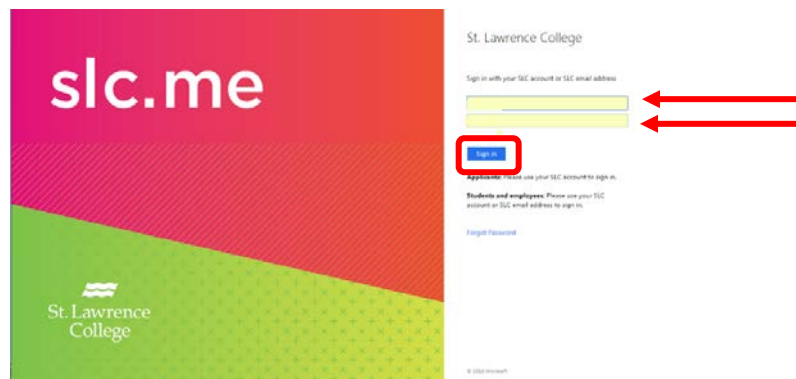 slc.me
St. Lawrence
College
St. Lawrence College
Sign in with your SLC account or SLC email address
Sign in
Applicants: Please use your SLC account to sign in.
Students and employees: Please use your SLC
account or SLC email address to sign in.
Forgot Password
© Microsoft